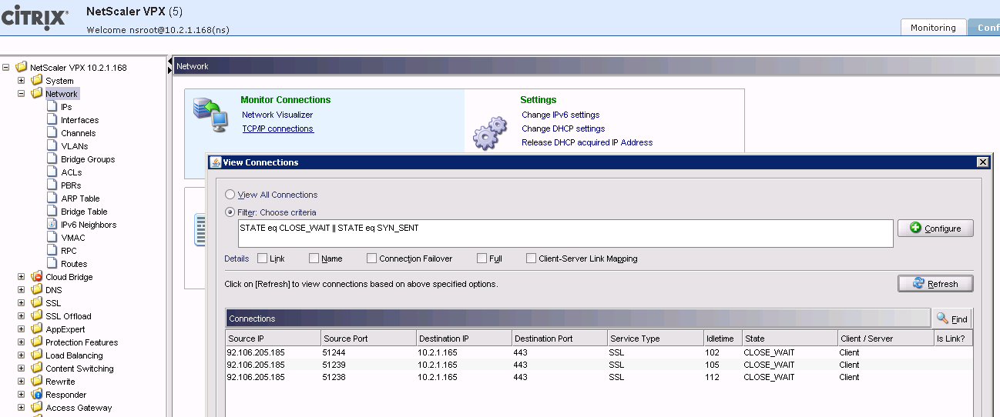 CITRIX®
NetScaler VPX (5)
Welcome nsroot@10.2.1.168(ns)
Monitoring
Conf
NetScaler VPX 10.2.1.168
System
Network
IPs
Interfaces
Channels
VLANs
Bridge Groups
ACLs
PBRs
ARP Table
Bridge Table
IPv6 Neighbors
VMAC
RPC
Routes
Cloud Bridge
DNS
SSL
SSL Offload
AppExpert
Protection Features
Load Balancing
Content Switching
Rewrite
Responder
Access Gateway
Network
Monitor Connections
Network Visualizer
TCP/IP connections
Settings
Change IPv6 settings
Change DHCP settings
Release DHCP acquired IP Address
View Connections
View All Connections
Filter: Choose criteria
STATE eq CLOSE_WAIT || STATE eq SYN_SENT
Configure
Details Link Name Connection Failover Full Client-Server Link Mapping
Click on [Refresh] to view connections based on above specified options.
Refresh
Connections
Find
Source IP Source Port Destination IP Destination Port Service Type Idletime State Client / Server Is Link?
92.106.205.185 51244 10.2.1.165 443 SSL 102 CLOSE_WAIT Client
92.106.205.185 51239 10.2.1.165 443 SSL 105 CLOSE_WAIT Client
92.106.205.185 51238 10.2.1.165 443 SSL 112 CLOSE_WAIT Client